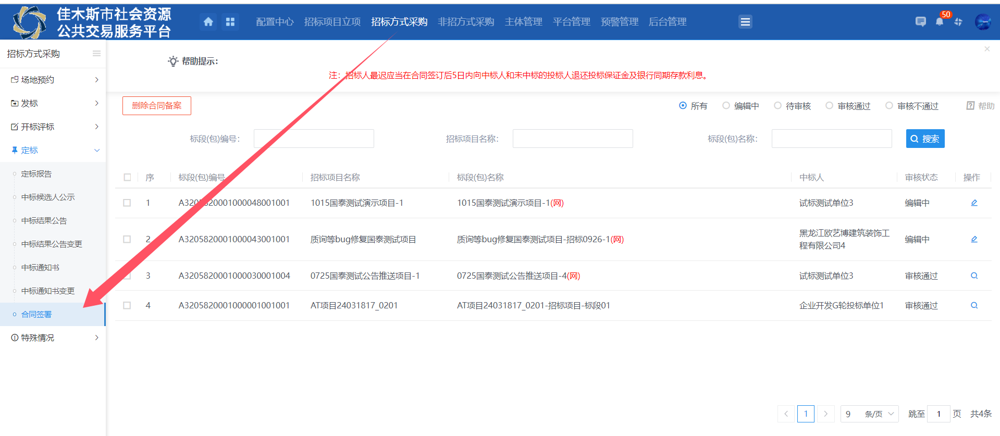 佳木斯市社会资源
公共交易服务平台
配置中心 招标项目立项 招标方式采购 非招方式采购 主体管理 平台管理 预警管理 后台管理
50
招标方式采购
场地预约
发标
开标评标
定标
定标报告
中标候选人公示
中标结果公告
中标结果公告变更
中标通知书
中标通知书变更
合同签署
特殊情况
帮助提示：
注：招标人最迟应当在合同签订后5日内向中标人和未中标的投标人退还投标保证金及银行同期存款利息。
删除合同备案
所有 编辑中 待审核 审核通过 审核不通过 帮助
标段(包)编号： 招标项目名称： 标段(包)名称： 搜索
序 标段(包)编号 招标项目名称 标段(包)名称 中标人 审核状态 操作
1 A3205820001000048001001 1015国泰测试演示项目-1 1015国泰测试演示项目-1(网) 试标测试单位3 编辑中
2 A3205820001000043001001 质询等bug修复国泰测试项目 质询等bug修复国泰测试项目-招标0926-1(网) 黑龙江欧艺博建筑装饰工
程有限公司4 编辑中
3 A3205820001000030001004 0725国泰测试公告推送项目-1 0725国泰测试公告推送项目-4(网) 试标测试单位3 审核通过
4 A3205820001000001001001 AT项目24031817_0201 AT项目24031817_0201-招标项目-标段01 企业开发G轮投标单位1 审核通过
1 9 条/页 跳至 1 页 共4条